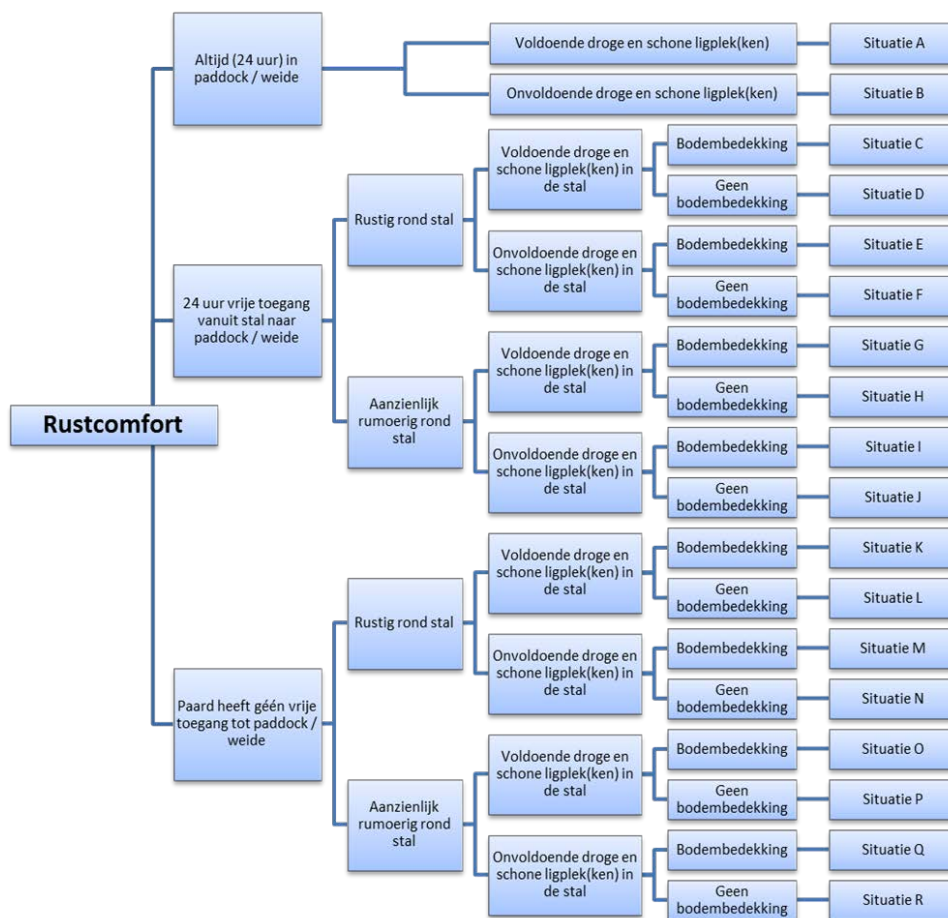 Rustcomfort
Altijd (24 uur) in
paddock / weide
Voldoende droge en schone ligplek(ken)
Situatie A
Onvoldoende droge en schone ligplek(ken)
Situatie B
24 uur vrije toegang
vanuit stal naar
paddock / weide
Rustig rond stal
Voldoende droge en
schone ligplek(ken) in
de stal
Bodembedekking
Situatie C
Geen
bodembedekking
Situatie D
Onvoldoende droge en
schone ligplek(ken) in
de stal
Bodembedekking
Situatie E
Geen
bodembedekking
Situatie F
Aanzienlijk
rumoerig rond
stal
Voldoende droge en
schone ligplek(ken) in
de stal
Bodembedekking
Situatie G
Geen
bodembedekking
Situatie H
Onvoldoende droge en
schone ligplek(ken) in
de stal
Bodembedekking
Situatie I
Geen
bodembedekking
Situatie J
Paard heeft géén vrije
toegang tot paddock /
weide
Rustig rond stal
Voldoende droge en
schone ligplek(ken) in
de stal
Bodembedekking
Situatie K
Geen
bodembedekking
Situatie L
Onvoldoende droge en
schone ligplek(ken) in
de stal
Bodembedekking
Situatie M
Geen
bodembedekking
Situatie N
Aanzienlijk
rumoerig rond
stal
Voldoende droge en
schone ligplek(ken) in
de stal
Bodembedekking
Situatie O
Geen
bodembedekking
Situatie P
Onvoldoende droge en
schone ligplek(ken) in
de stal
Bodembedekking
Situatie Q
Geen
bodembedekking
Situatie R